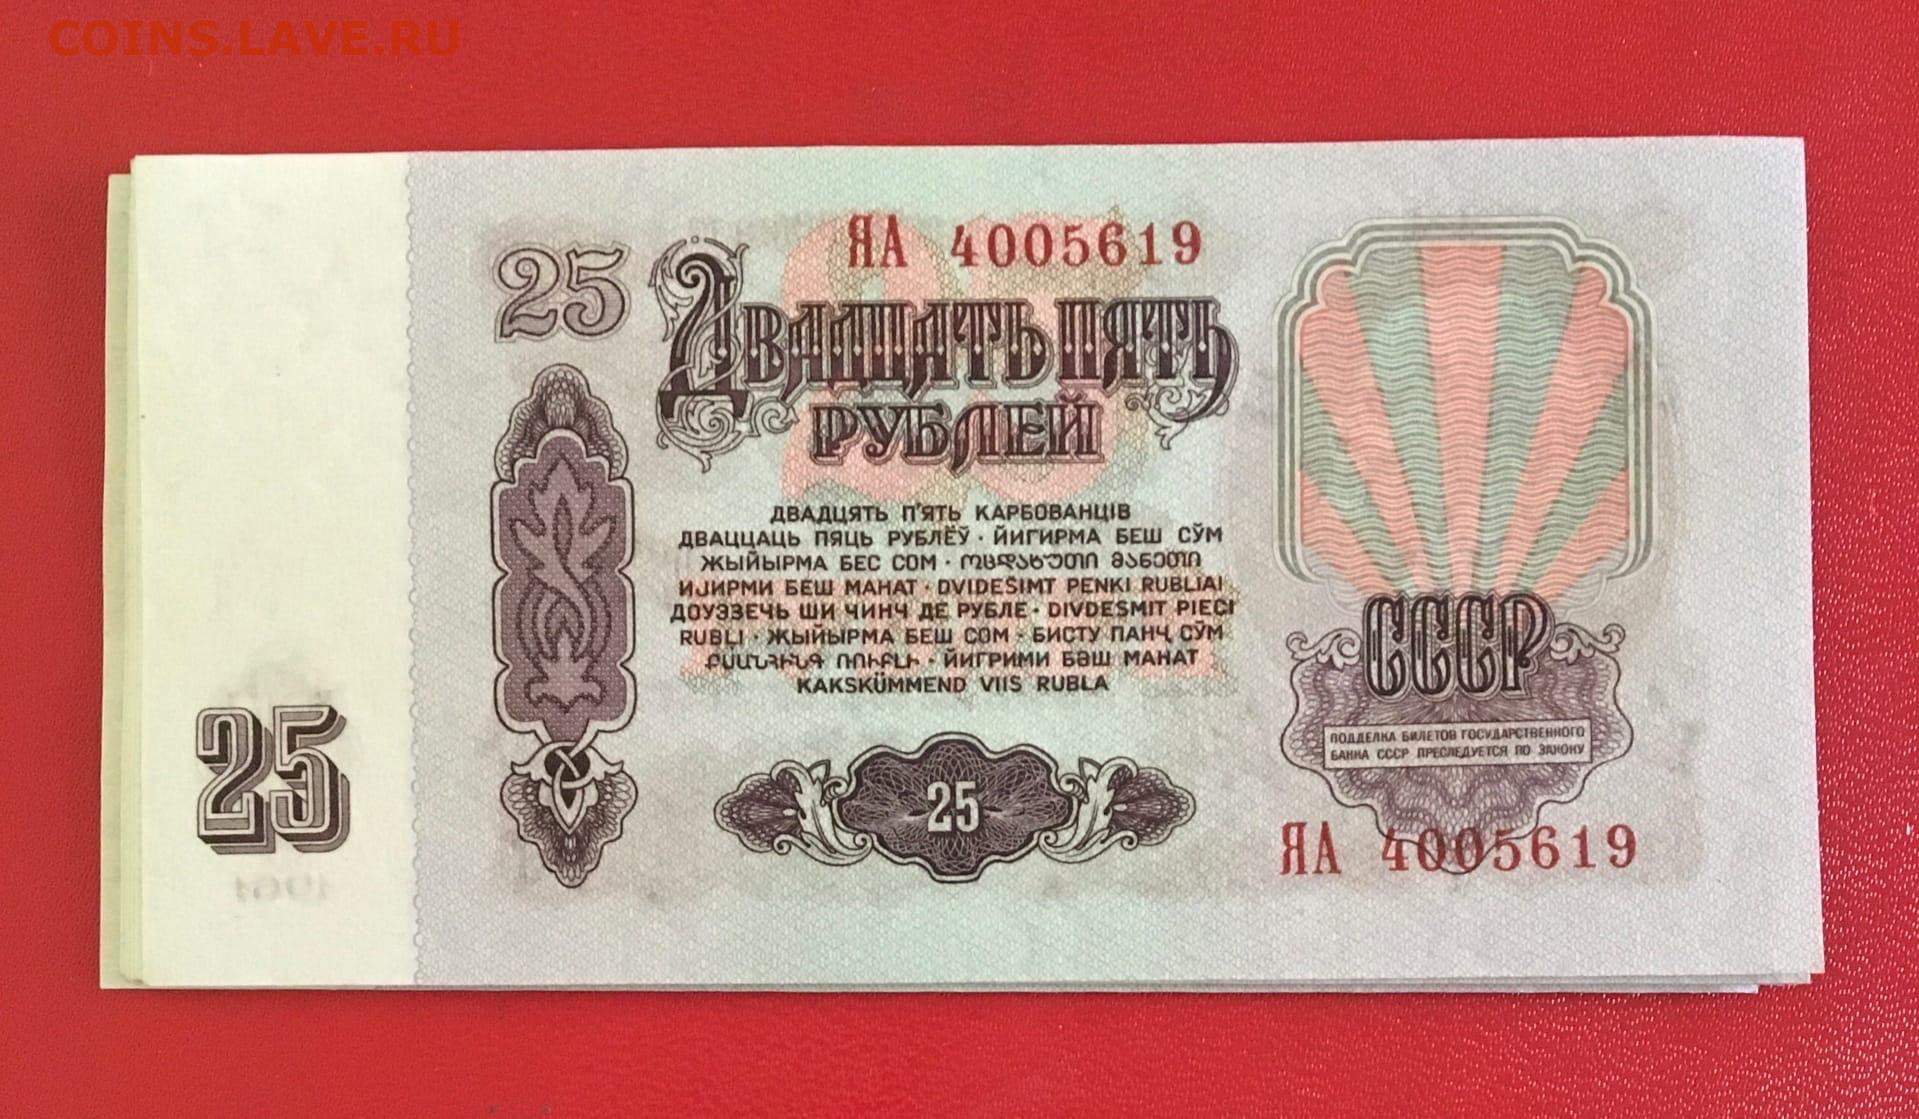 COINS.LAVE.RU
ЯА 4005619
25
ДВАДЦАТЬ ПЯТЬ
РУБЛЕЙ
ДВАДЦЯТЬ П'ЯТЬ КАРБОВАНЦІВ
ДВАЦЦАЦЬ ПЯЦЬ РУБЛЁЎ · ЙИГИРМА БЕШ СЎМ
ЖЫЙЫРМА БЕС СОМ · ოცდახუთი მანეთი
ИЈИРМИ БЕШ МАНАТ · DVIDEŠIMT PENKI RUBLIAI
ДОУЭЗЕЧЬ ШИ ЧИНЧ ДЕ РУБЛЕ · DIVDESMIT PIECI
RUBĻI · ЖЫЙЫРМА БЕШ СОМ · БИСТУ ПАНҶ СӮМ
ՔՍԱՆՀԻՆԳ ՌՈՒԲԼԻ · ЙИГРИМИ БӘШ МАНАТ
KAKSKÜMMEND VIIS RUBLA
СССР
ПОДДЕЛКА БИЛЕТОВ ГОСУДАРСТВЕННОГО
БАНКА СССР ПРЕСЛЕДУЕТСЯ ПО ЗАКОНУ
25
25
ЯА 4005619
1961